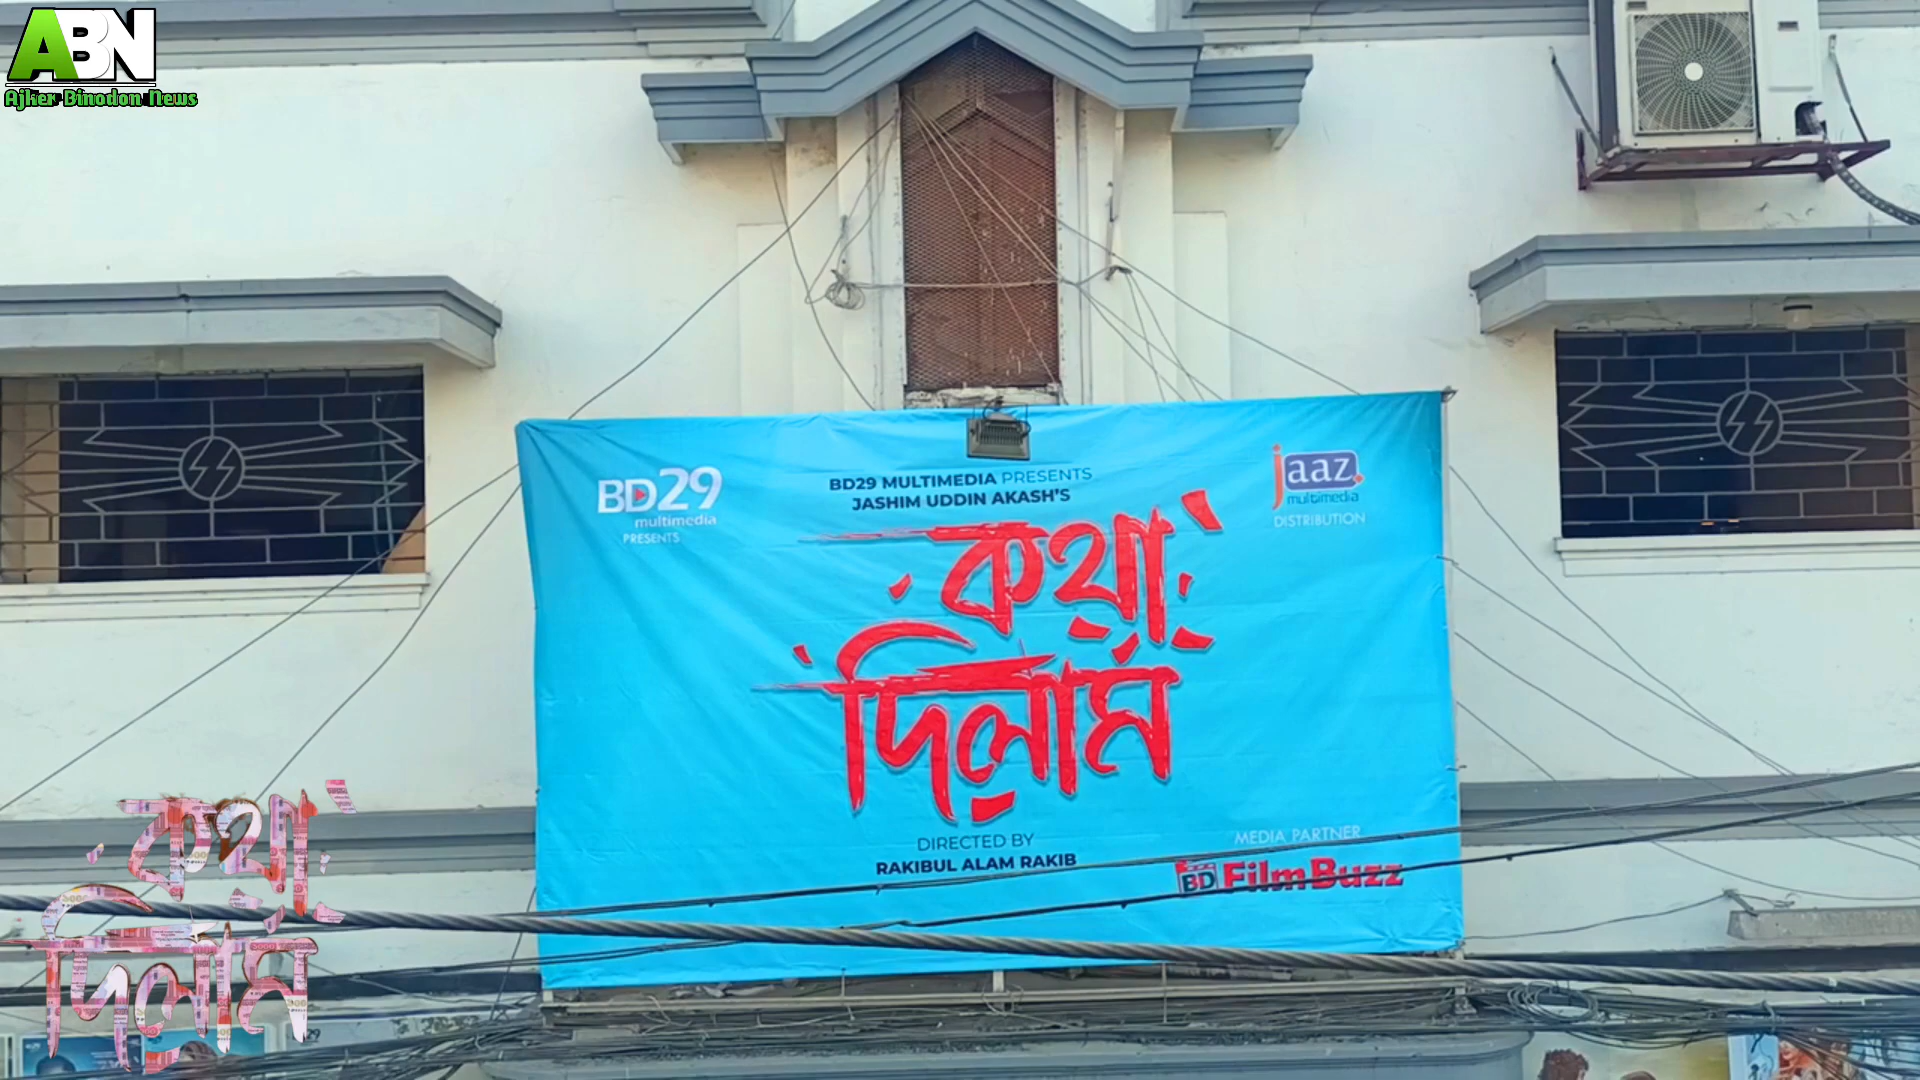 ABN
Ajker Binodon News
BD29
multimedia
PRESENTS
BD29 MULTIMEDIA PRESENTS
JASHIM UDDIN AKASH'S
jaaz
multimedia
DISTRIBUTION
কথা
দিলাম
DIRECTED BY
RAKIBUL ALAM RAKIB
MEDIA PARTNER
BD FilmBuzz
কথা
দিলাম